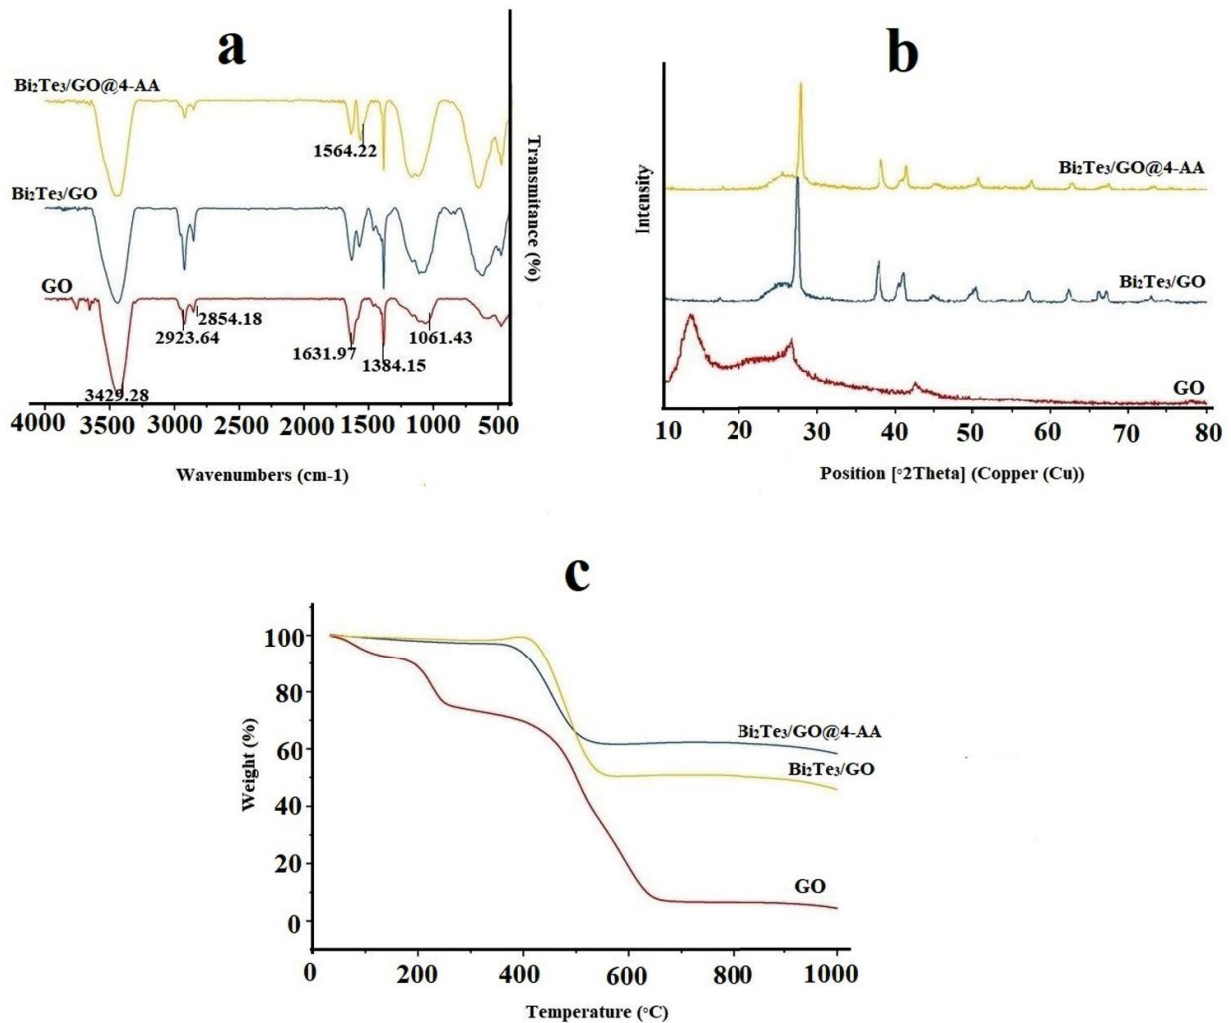 a
Bi₂Te₃/GO@4-AA
1564.22
Bi₂Te₃/GO
GO
2854.18
2923.64
1631.97
1384.15
1061.43
3429.28
4000 3500 3000 2500 2000 1500 1000 500
Wavenumbers (cm-1)
Transmitance (%)
b
Intensity
Bi₂Te₃/GO@4-AA
Bi₂Te₃/GO
GO
10 20 30 40 50 60 70 80
Position [°2Theta] (Copper (Cu))
c
Weight (%)
100
80
60
40
20
0
Bi₂Te₃/GO@4-AA
Bi₂Te₃/GO
GO
0 200 400 600 800 1000
Temperature (°C)